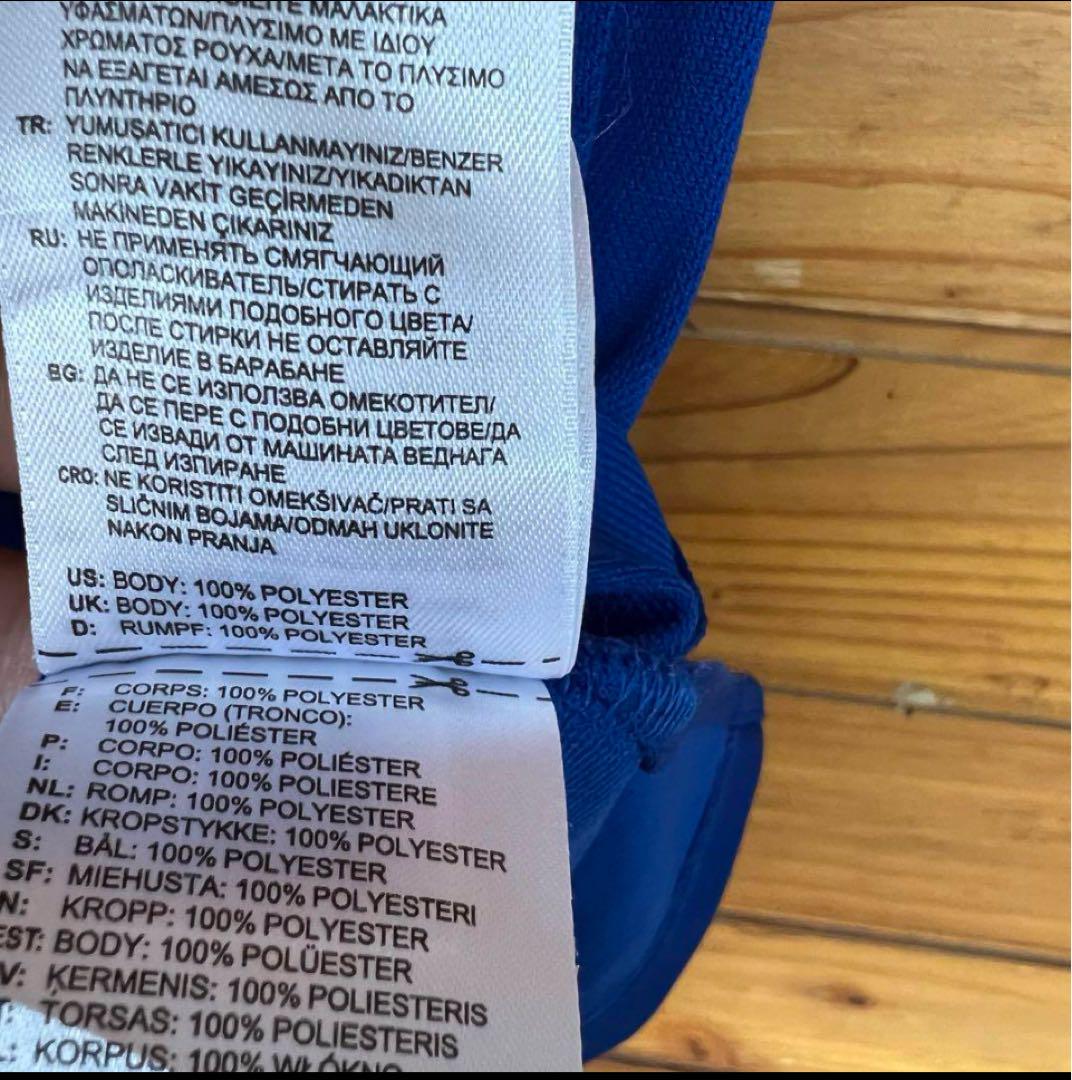 ΜΑΛΑΚΤΙΚΑ
ΥΦΑΣΜΑΤΩΝ/ΠΛΥΣΙΜΟ ΜΕ ΙΔΙΟΥ
ΧΡΩΜΑΤΟΣ ΡΟΥΧΑ/ΜΕΤΑ ΤΟ ΠΛΥΣΙΜΟ
ΝΑ ΕΞΑΓΕΤΑΙ ΑΜΕΣΩΣ ΑΠΟ ΤΟ
ΠΛΥΝΤΗΡΙΟ
TR: YUMUSATICI KULLANMAYINIZ/BENZER
RENKLERLE YIKAYINIZ/YIKADIKTAN
SONRA VAKİT GEÇİRMEDEN
MAKİNEDEN ÇIKARINIZ
RU: НЕ ПРИМЕНЯТЬ СМЯГЧАЮЩИЙ
ОПОЛАСКИВАТЕЛЬ/СТИРАТЬ С
ИЗДЕЛИЯМИ ПОДОБНОГО ЦВЕТА/
ПОСЛЕ СТИРКИ НЕ ОСТАВЛЯЙТЕ
ИЗДЕЛИЕ В БАРАБАНЕ
BG: ДА НЕ СЕ ИЗПОЛЗВА ОМЕКОТИТЕЛ/
ДА СЕ ПЕРЕ С ПОДОБНИ ЦВЕТОВЕ/ДА
СЕ ИЗВАДИ ОТ МАШИНАТА ВЕДНАГА
СЛЕД ИЗПИРАНЕ
CRO: NE KORISTITI OMEKŠIVAČ/PRATI SA
SLIČNIM BOJAMA/ODMAH UKLONITE
NAKON PRANJA
US: BODY: 100% POLYESTER
UK: BODY: 100% POLYESTER
D: RUMPF: 100% POLYESTER
F: CORPS: 100% POLYESTER
E: CUERPO (TRONCO):
100% POLIÉSTER
P: CORPO: 100% POLIÉSTER
I: CORPO: 100% POLIESTERE
NL: ROMP: 100% POLYESTER
DK: KROPSTYKKE: 100% POLYESTER
S: BÅL: 100% POLYESTER
SF: MIEHUSTA: 100% POLYESTERI
N: KROPP: 100% POLYESTER
EST: BODY: 100% POLÜESTER
V: ĶERMENIS: 100% POLIESTERIS
TORSAS: 100% POLIESTERIS
KORPUS: 100% WŁÓKNO